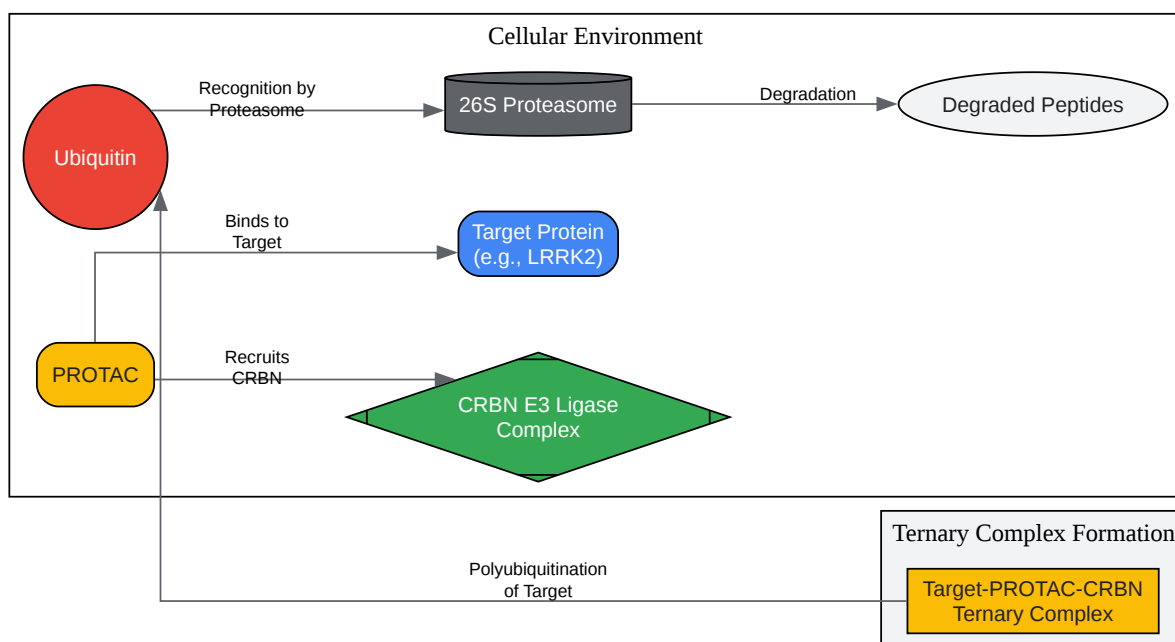 Cellular Environment
Recognition by
Proteasome
26S Proteasome
Degradation
Degraded Peptides
Ubiquitin
Binds to
Target
Target Protein
(e.g., LRRK2)
PROTAC
Recruits
CRBN
CRBN E3 Ligase
Complex
Ternary Complex Formation
Polyubiquitination
of Target
Target-PROTAC-CRBN
Ternary Complex